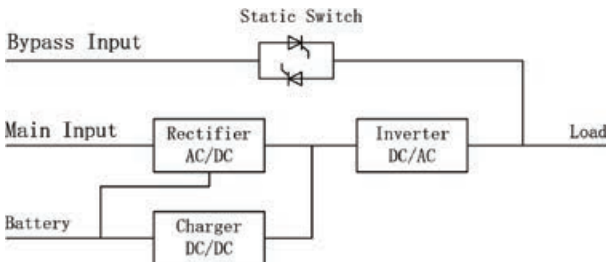 Static Switch
Bypass Input
Main Input
Rectifier
AC/DC
Inverter
DC/AC
Load
Battery
Charger
DC/DC